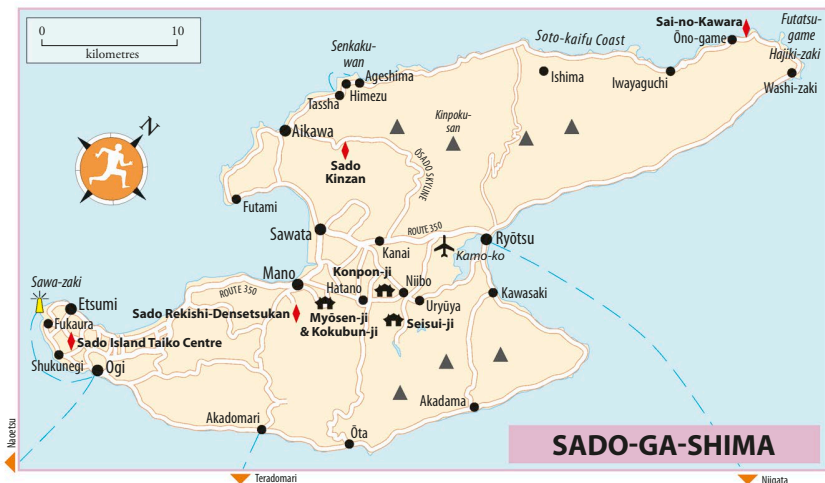 0 10
kilometres
N
Senkaku-
wan
Ageshima
Himezu
Tassha
Soto-kaifu Coast
Sai-no-Kawara
Ōno-game
Futatsu-
game
Hajiki-zaki
Washi-zaki
Ishima
Iwayaguchi
Kinpoku-
san
Aikawa
Sado
Kinzan
ŌSADO SKYLINE
Futami
Sawata
Kanai
ROUTE 350
Ryōtsu
Kamo-ko
Mano
Konpon-ji
Hatano
Niibo
Uryūya
Kawasaki
Sawa-zaki
Etsumi
ROUTE 350
Sado Rekishi-Densetsukan
Myōsen-ji
& Kokubun-ji
Seisui-ji
Fukaura
Sado Island Taiko Centre
Shukunegi
Ogi
Akadomari
Ōta
Akadama
SADO-GA-SHIMA
Naoetsu
Teradomari
Niigata